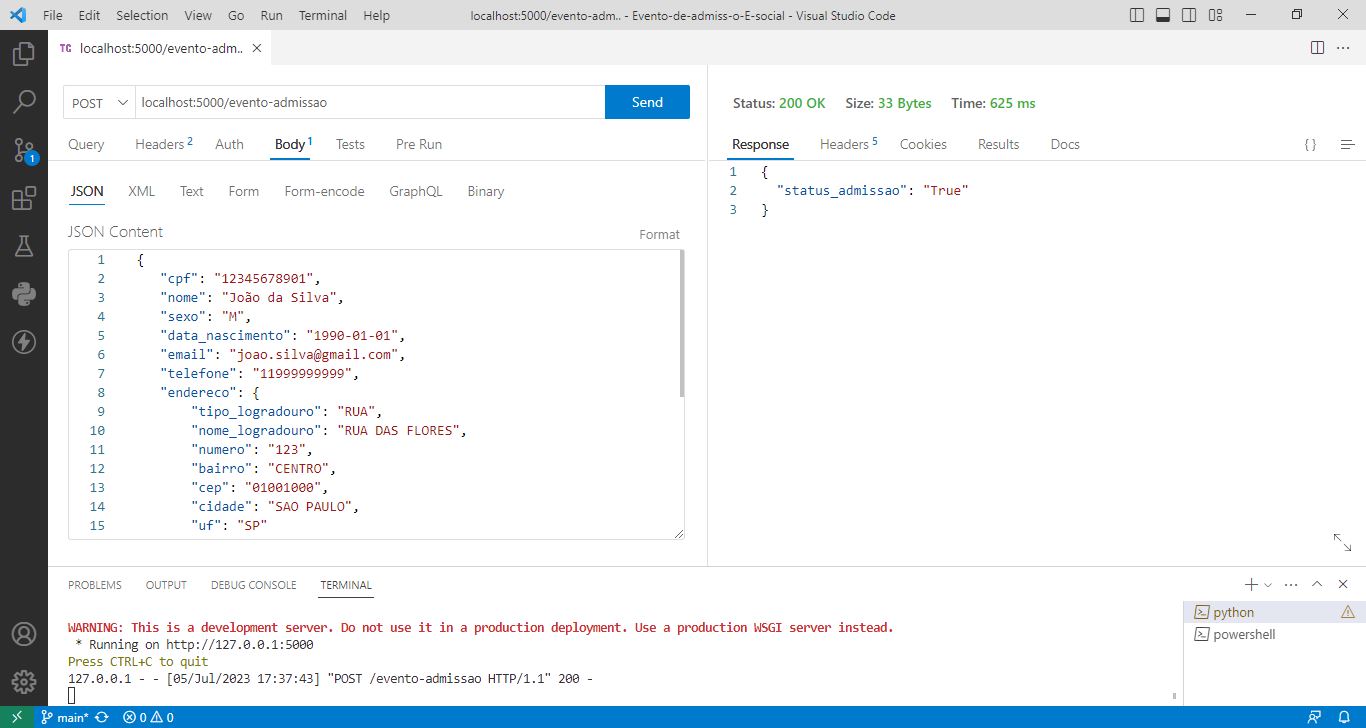 File Edit Selection View Go Run Terminal Help localhost:5000/evento-adm.. - Evento-de-admiss-o-E-social - Visual Studio Code
TC localhost:5000/evento-adm..
POST localhost:5000/evento-admissao Send
Status: 200 OK Size: 33 Bytes Time: 625 ms
Query Headers 2 Auth Body 1 Tests Pre Run
Response Headers 5 Cookies Results Docs {}
1
JSON XML Text Form Form-encode GraphQL Binary
1 {
2 "status_admissao": "True"
3 }
JSON Content
Format
1 {
2 "cpf": "12345678901",
3 "nome": "João da Silva",
4 "sexo": "M",
5 "data_nascimento": "1990-01-01",
6 "email": "joao.silva@gmail.com",
7 "telefone": "11999999999",
8 "endereco": {
9 "tipo_logradouro": "RUA",
10 "nome_logradouro": "RUA DAS FLORES",
11 "numero": "123",
12 "bairro": "CENTRO",
13 "cep": "01001000",
14 "cidade": "SAO PAULO",
15 "uf": "SP"
PROBLEMS OUTPUT DEBUG CONSOLE TERMINAL
WARNING: This is a development server. Do not use it in a production deployment. Use a production WSGI server instead.
* Running on http://127.0.0.1:5000
Press CTRL+C to quit
127.0.0.1 - - [05/Jul/2023 17:37:43] "POST /evento-admissao HTTP/1.1" 200 -
python
powershell
main* 0 0